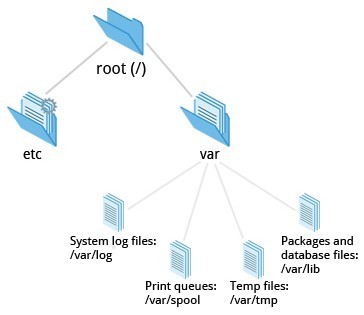 root (/)
etc
var
System log files:
/var/log
Print queues:
/var/spool
Temp files:
/var/tmp
Packages and
database files:
/var/lib